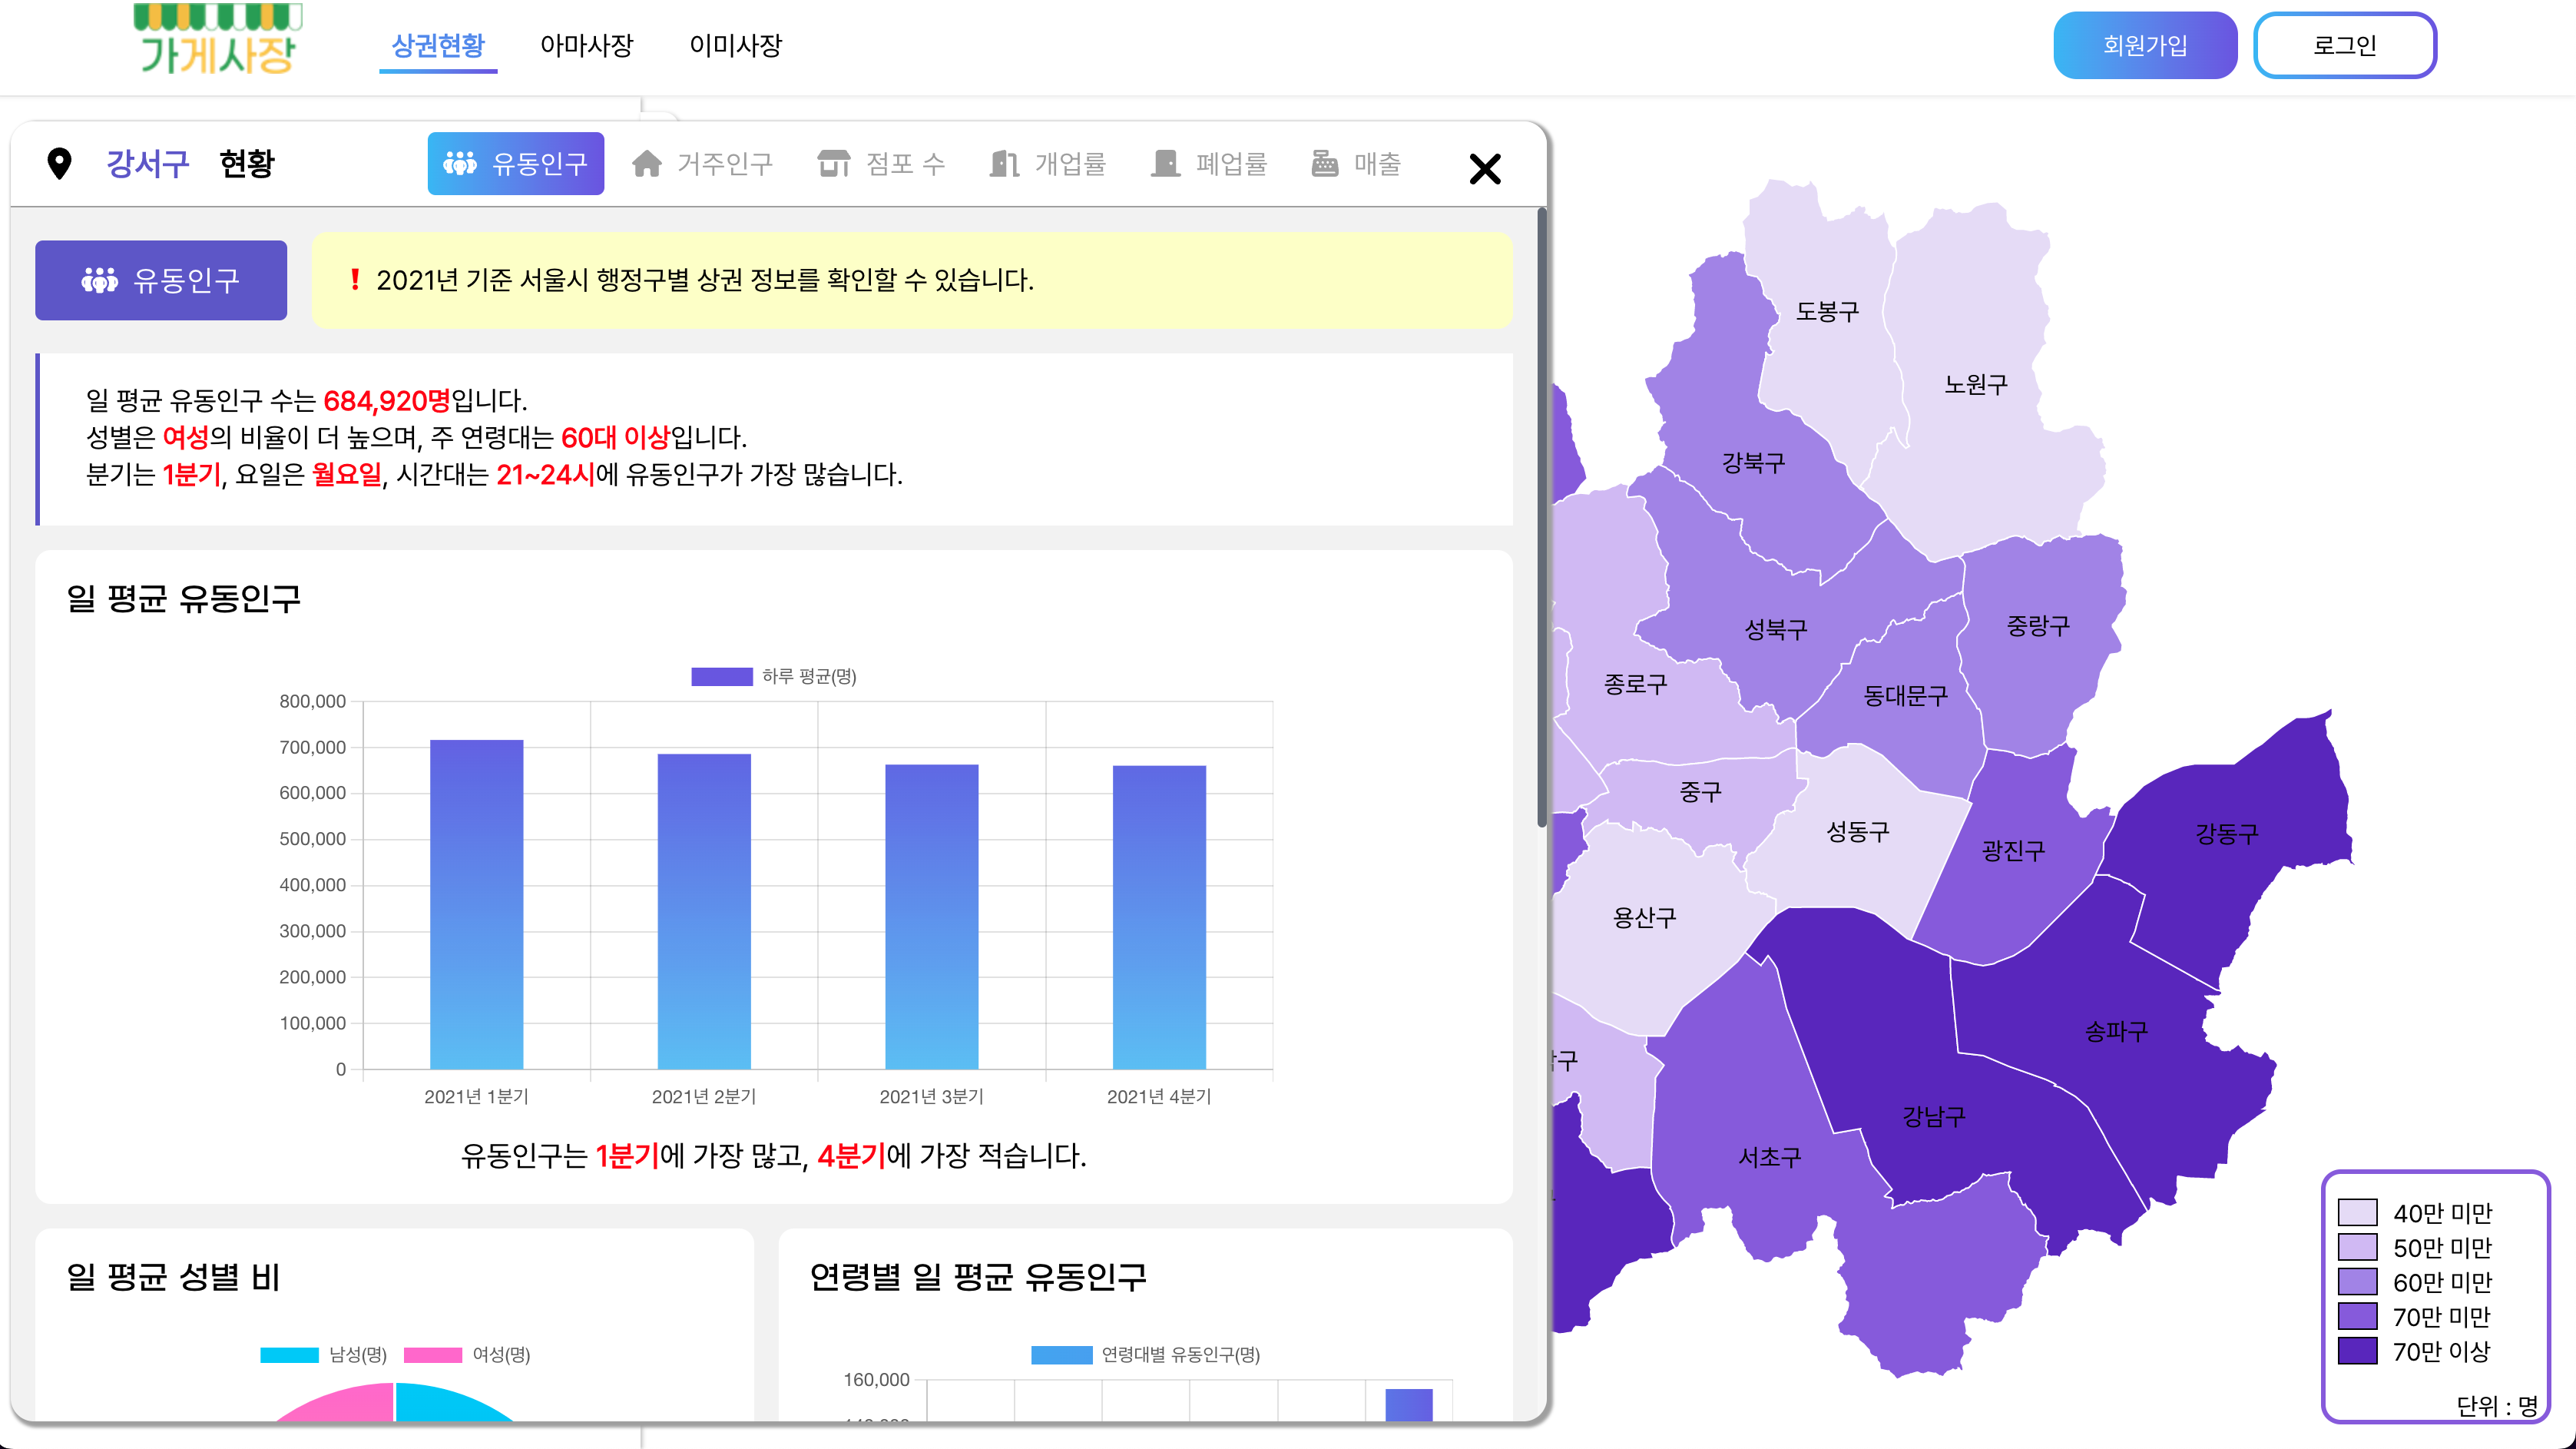 가게사장
상권현황
아마사장
이미사장
회원가입
로그인
강서구 현황
유동인구
거주인구
점포 수
개업률
폐업률
매출
유동인구
! 2021년 기준 서울시 행정구별 상권 정보를 확인할 수 있습니다.
일 평균 유동인구 수는 684,920명입니다.
성별은 여성의 비율이 더 높으며, 주 연령대는 60대 이상입니다.
분기는 1분기, 요일은 월요일, 시간대는 21~24시에 유동인구가 가장 많습니다.
일 평균 유동인구
하루 평균(명)
800,000
700,000
600,000
500,000
400,000
300,000
200,000
100,000
0
2021년 1분기
2021년 2분기
2021년 3분기
2021년 4분기
유동인구는 1분기에 가장 많고, 4분기에 가장 적습니다.
일 평균 성별 비
남성(명)
여성(명)
연령별 일 평균 유동인구
연령대별 유동인구(명)
160,000
도봉구
노원구
강북구
성북구
중랑구
종로구
동대문구
중구
성동구
광진구
강동구
용산구
송파구
구
강남구
서초구
40만 미만
50만 미만
60만 미만
70만 미만
70만 이상
단위 : 명